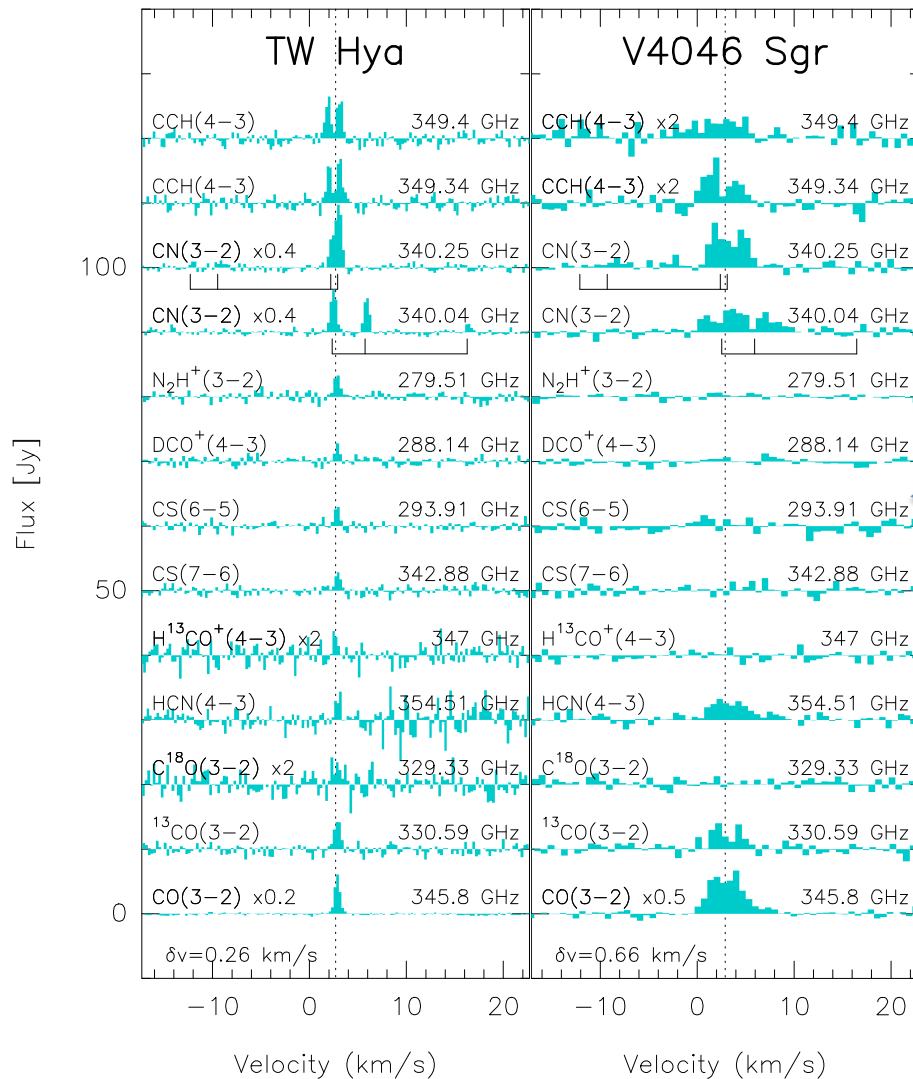 TW Hya
V4046 Sgr
CCH(4−3) 349.4 GHz
CCH(4−3) x2 349.4 GHz
CCH(4−3) 349.34 GHz
CCH(4−3) x2 349.34 GHz
CN(3−2) x0.4 340.25 GHz
CN(3−2) 340.25 GHz
100
CN(3−2) x0.4 340.04 GHz
CN(3−2) 340.04 GHz
N₂H⁺(3−2) 279.51 GHz
N₂H⁺(3−2) 279.51 GHz
DCO⁺(4−3) 288.14 GHz
DCO⁺(4−3) 288.14 GHz
Flux [Jy]
CS(6−5) 293.91 GHz
CS(6−5) 293.91 GHz
CS(7−6) 342.88 GHz
CS(7−6) 342.88 GHz
50
H¹³CO⁺(4−3) x2 347 GHz
H¹³CO⁺(4−3) 347 GHz
HCN(4−3) 354.51 GHz
HCN(4−3) 354.51 GHz
C¹⁸O(3−2) x2 329.33 GHz
C¹⁸O(3−2) 329.33 GHz
¹³CO(3−2) 330.59 GHz
¹³CO(3−2) 330.59 GHz
CO(3−2) x0.2 345.8 GHz
CO(3−2) x0.5 345.8 GHz
0
δv=0.26 km/s
δv=0.66 km/s
−10 0 10 20
−10 0 10 20
Velocity (km/s)
Velocity (km/s)